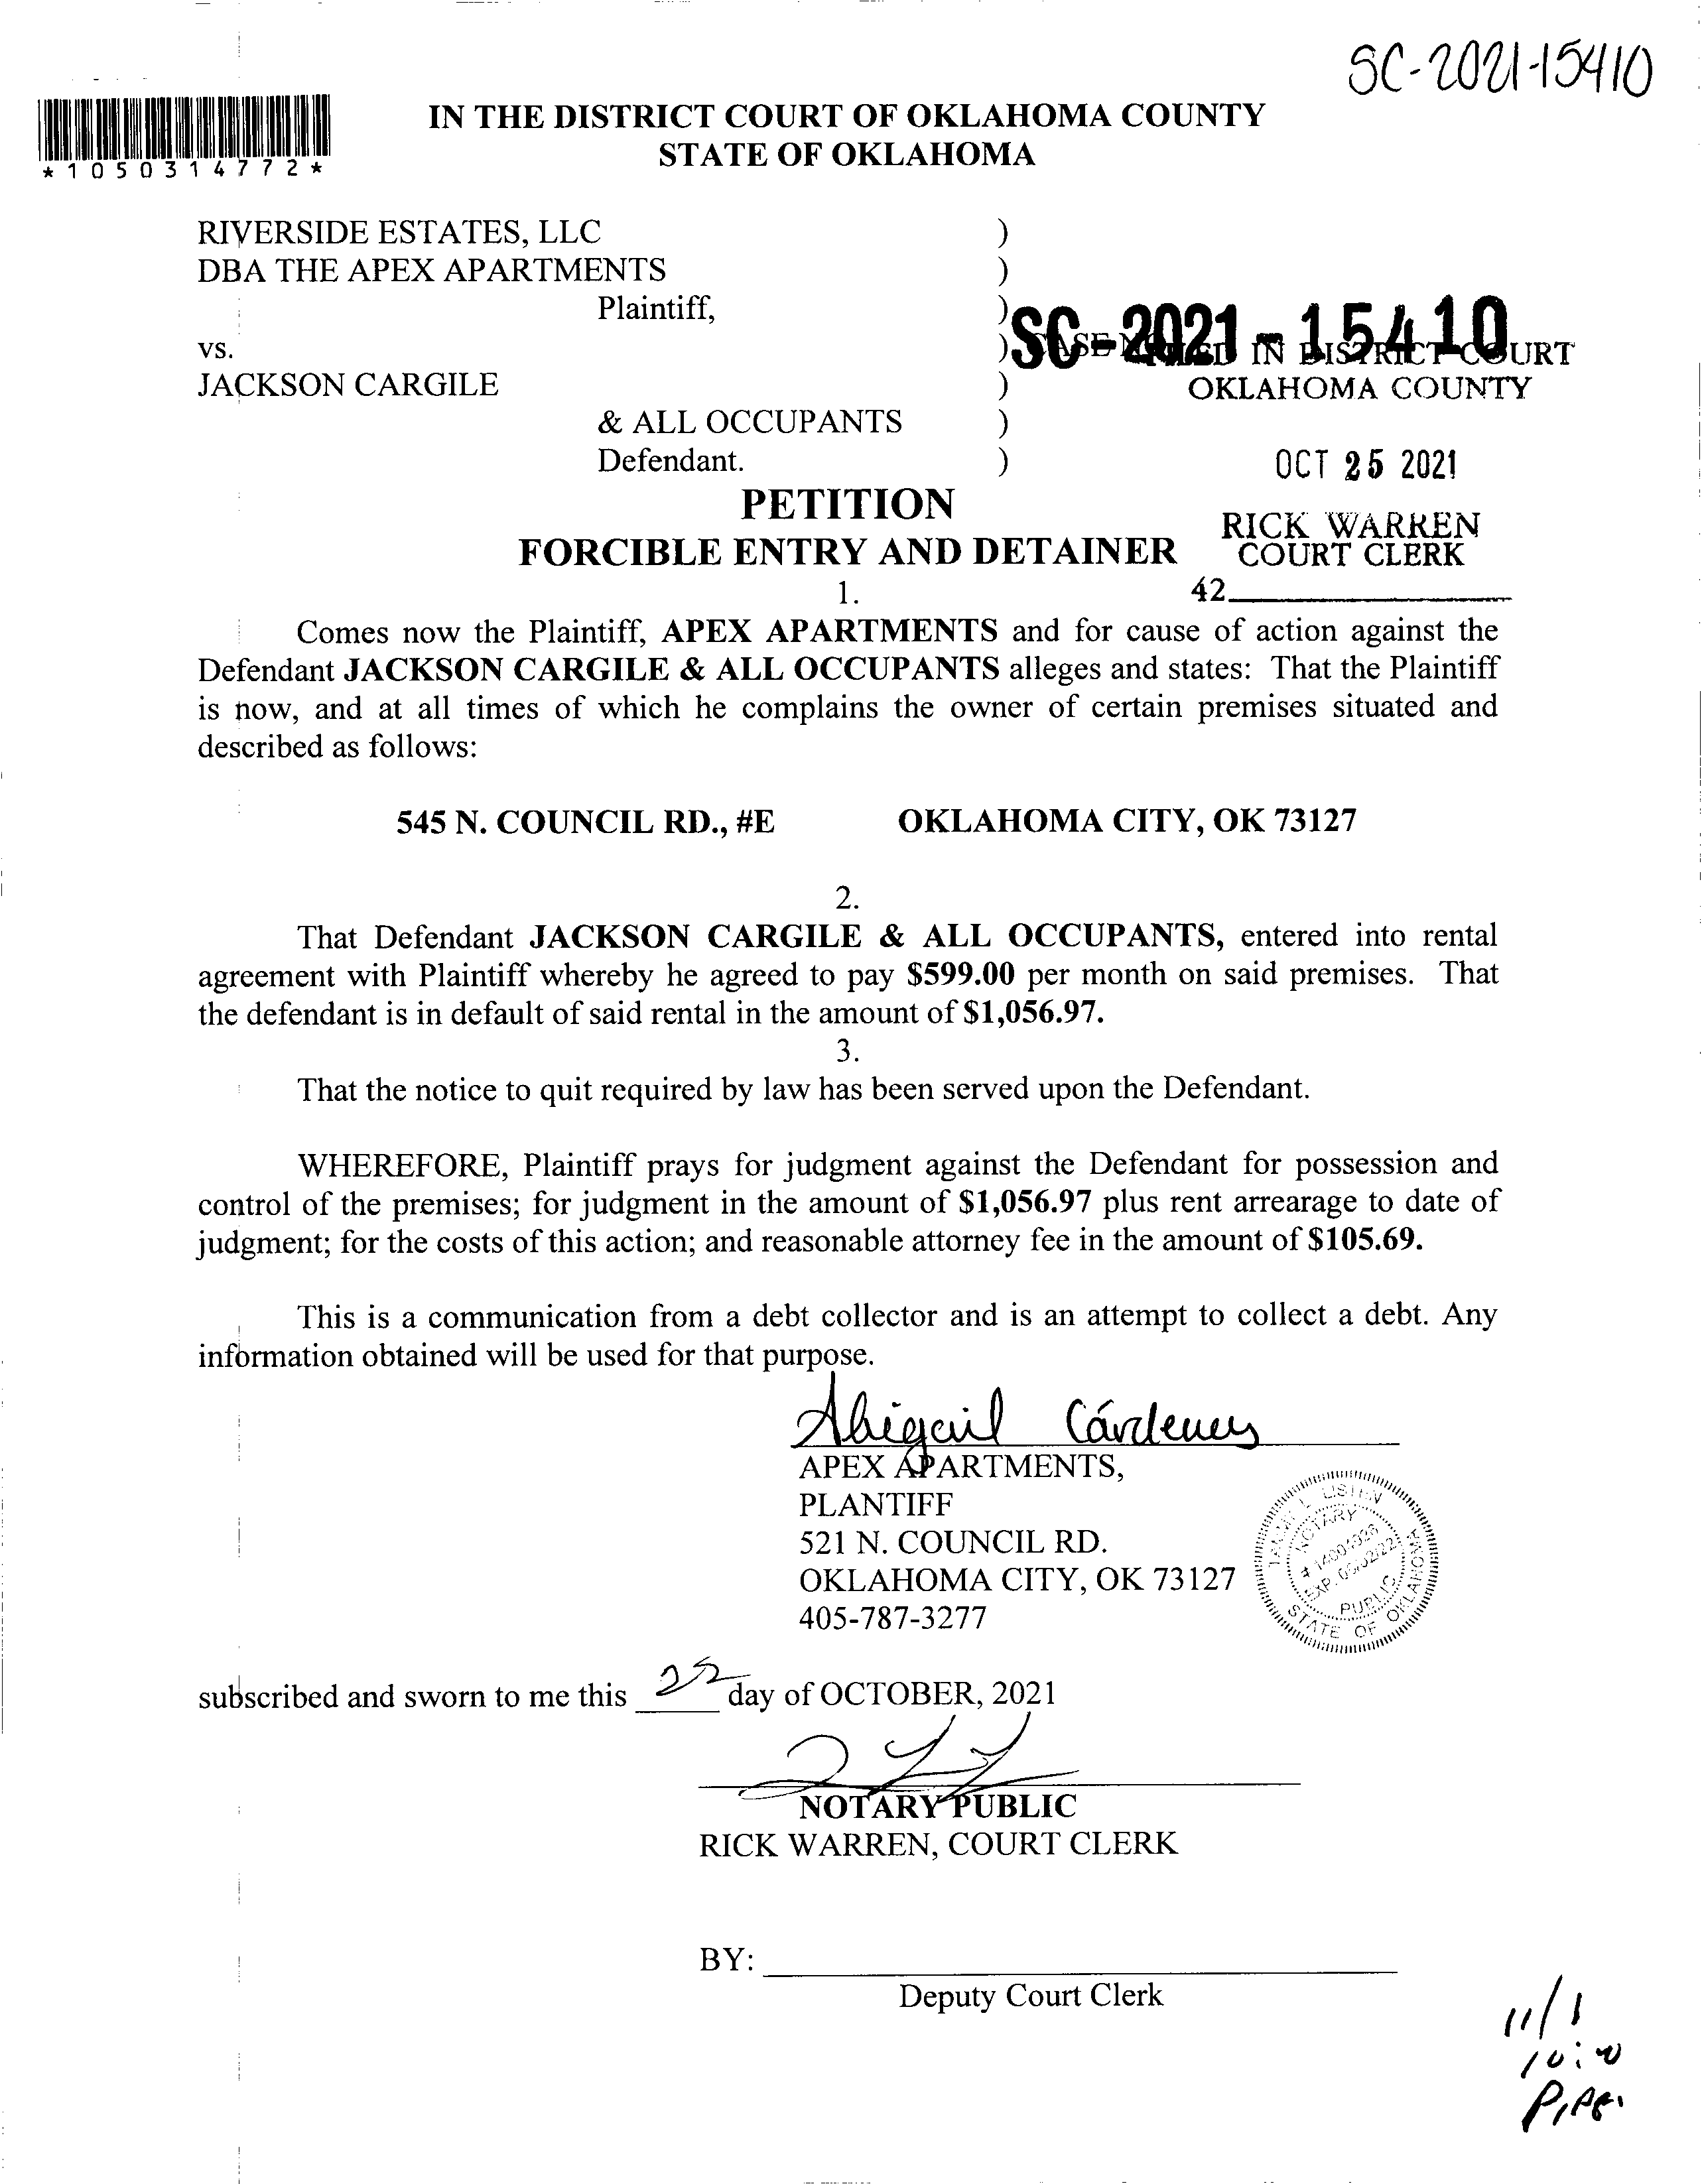 SC-2021-15410
*1050314772*
IN THE DISTRICT COURT OF OKLAHOMA COUNTY
STATE OF OKLAHOMA
RIVERSIDE ESTATES, LLC )
DBA THE APEX APARTMENTS )
Plaintiff, )
SC-2021-15410
vs. )
FILED IN DISTRICT COURT
JACKSON CARGILE )
OKLAHOMA COUNTY
& ALL OCCUPANTS )
Defendant. )
OCT 25 2021
PETITION
RICK WARREN
FORCIBLE ENTRY AND DETAINER
COURT CLERK
42
1.
Comes now the Plaintiff, APEX APARTMENTS and for cause of action against the
Defendant JACKSON CARGILE & ALL OCCUPANTS alleges and states: That the Plaintiff
is now, and at all times of which he complains the owner of certain premises situated and
described as follows:
545 N. COUNCIL RD., #E OKLAHOMA CITY, OK 73127
2.
That Defendant JACKSON CARGILE & ALL OCCUPANTS, entered into rental
agreement with Plaintiff whereby he agreed to pay $599.00 per month on said premises. That
the defendant is in default of said rental in the amount of $1,056.97.
3.
That the notice to quit required by law has been served upon the Defendant.
WHEREFORE, Plaintiff prays for judgment against the Defendant for possession and
control of the premises; for judgment in the amount of $1,056.97 plus rent arrearage to date of
judgment; for the costs of this action; and reasonable attorney fee in the amount of $105.69.
This is a communication from a debt collector and is an attempt to collect a debt. Any
information obtained will be used for that purpose.
Abigail Cárdenas
APEX APARTMENTS,
PLANTIFF
521 N. COUNCIL RD.
OKLAHOMA CITY, OK 73127
405-787-3277
NOTARY
PUBLIC
STATE OF OKLAHOMA
subscribed and sworn to me this 22 day of OCTOBER, 2021
NOTARY PUBLIC
RICK WARREN, COURT CLERK
BY:
Deputy Court Clerk
11/1